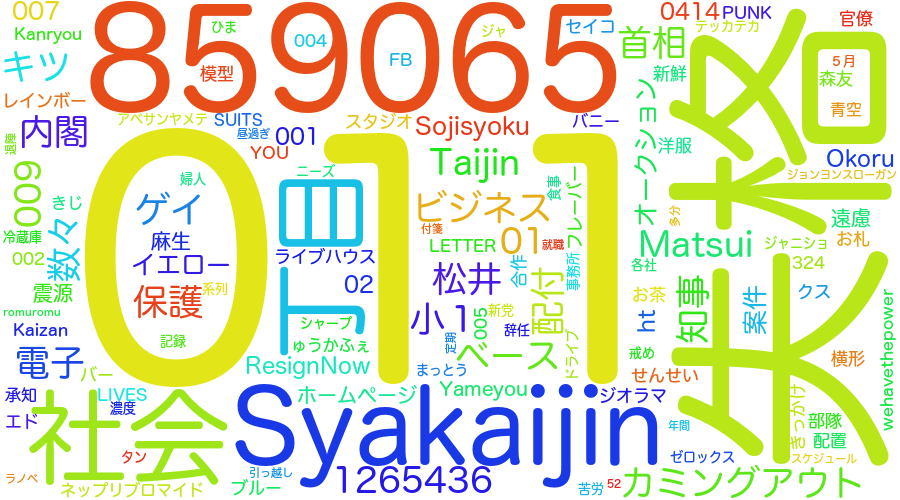 007
ひま
859065
セイコ
首相
0414
PUNK
官僚
Kanryou
004
FB
ジャ
テッカテカ
キツ
模型
新鮮
5月
森友
レインボー
青空
アベサンヤメテ
SUITS
スタジオ
バニー
オークション
内閣
昼過ぎ
001
Sojisyoku
洋服
失格
YOU
Taijin
Okoru
婦人
ニーズ
食事
ジョンヨンスローガン
009
きじ
ゲイ
丁目
ビジネス
フレーバー
多分
遠慮
011
冷蔵庫
数々
麻生
付箋
LETTER
01
就職
Matsui
ジャニショ
お札
002
イエロー
ライブハウス
合作
事務所
各社
324
震源
保護
系列
02
松井
配付
お茶
知事
案件
クス
romuromu
シャープ
小1
005
新党
ht
Kaizan
記録
ゅうかふぇ
定期
辞任
ベース
ドライブ
戒め
横形
wehavethepower
電子
バー
ResignNow
まっとう
せんせい
承知
LIVES
濃度
ホームページ
Yameyou
ジオラマ
きっかけ
エド
社会
Syakaijin
部隊
年間
配置
タン
ゼロックス
スケジュール
ラノベ
ネップリブロマイド
ブルー
引っ越し
1265436
苦労
52
カミングアウト